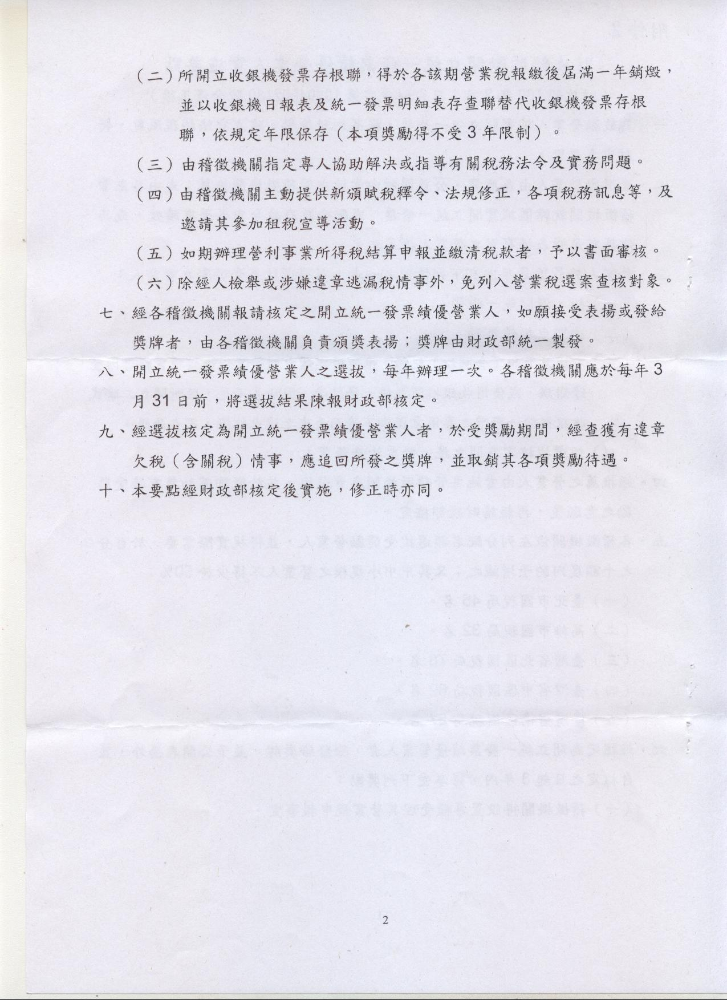 （二）所開立收銀機發票存根聯，得於各該期營業稅報繳後屆滿一年銷燬，
並以收銀機日報表及統一發票明細表存查聯替代收銀機發票存根
聯，依規定年限保存（本項獎勵得不受 3 年限制）。
（三）由稽徵機關指定專人協助解決或指導有關稅務法令及實務問題。
（四）由稽徵機關主動提供新頒賦稅釋令、法規修正，各項稅務訊息等，及
邀請其參加租稅宣導活動。
（五）如期辦理營利事業所得稅結算申報並繳清稅款者，予以書面審核。
（六）除經人檢舉或涉嫌違章逃漏稅情事外，免列入營業稅選案查核對象。
七、經各稽徵機關報請核定之開立統一發票績優營業人，如願接受表揚或發給
獎牌者，由各稽徵機關負責頒獎表揚；獎牌由財政部統一製發。
八、開立統一發票績優營業人之選拔，每年辦理一次。各稽徵機關應於每年 3
月 31 日前，將選拔結果陳報財政部核定。
九、經選拔核定為開立統一發票績優營業人者，於受獎勵期間，經查獲有違章
欠稅（含關稅）情事，應追回所發之獎牌，並取銷其各項獎勵待遇。
十、本要點經財政部核定後實施，修正時亦同。
2